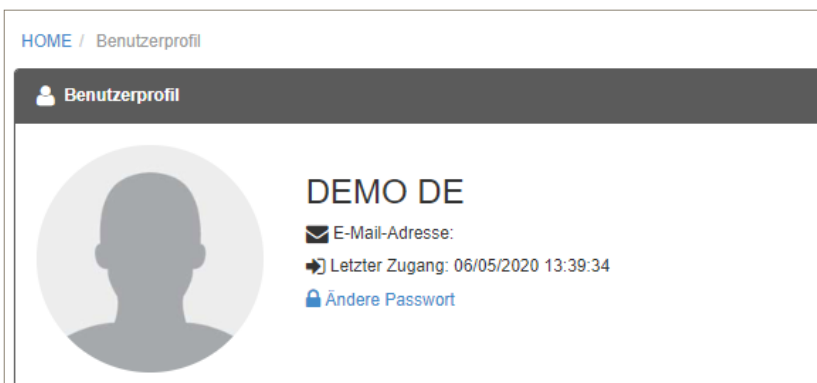 HOME / Benutzerprofil
Benutzerprofil
DEMO DE
E-Mail-Adresse:
Letzter Zugang: 06/05/2020 13:39:34
Ändere Passwort